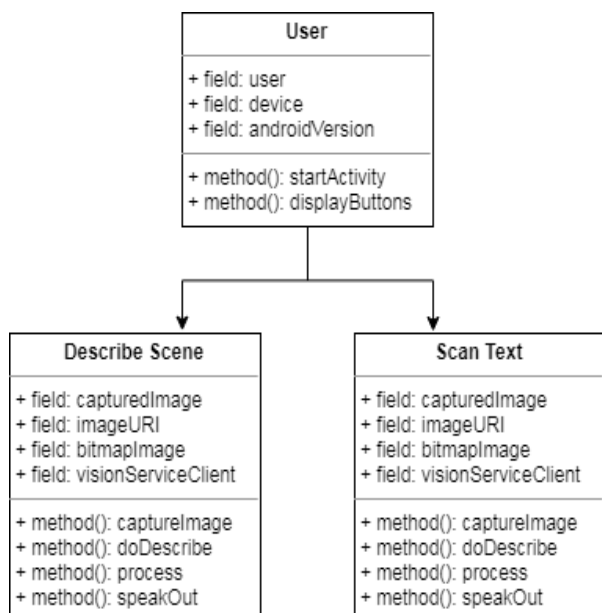 User
+ field: user
+ field: device
+ field: androidVersion
+ method(): startActivity
+ method(): displayButtons
Describe Scene
+ field: capturedImage
+ field: imageURI
+ field: bitmapImage
+ field: visionServiceClient
+ method(): captureImage
+ method(): doDescribe
+ method(): process
+ method(): speakOut
Scan Text
+ field: capturedImage
+ field: imageURI
+ field: bitmapImage
+ field: visionServiceClient
+ method(): captureImage
+ method(): doDescribe
+ method(): process
+ method(): speakOut